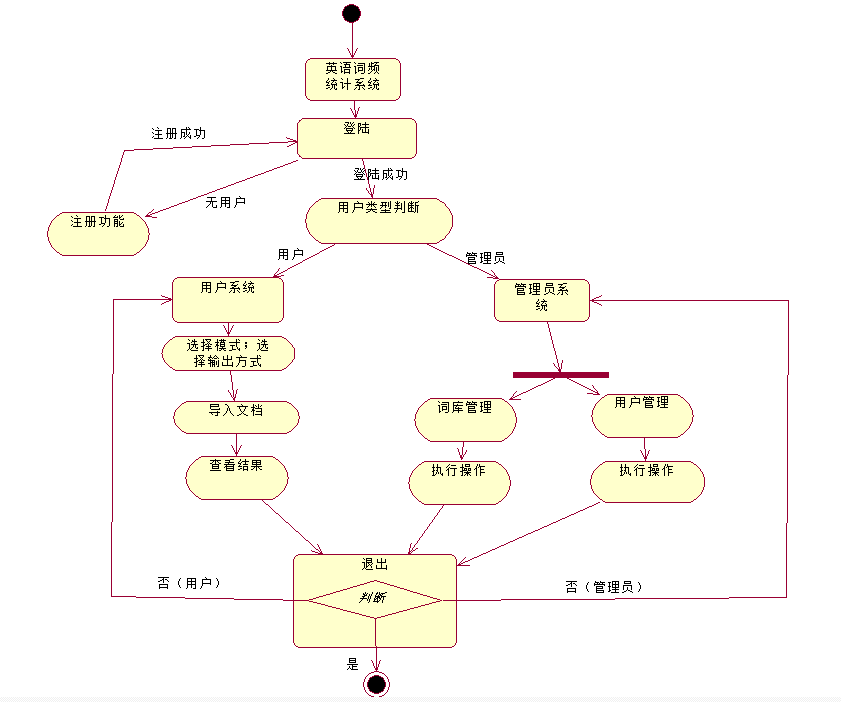 英语词频
统计系统
登陆
注册成功
登陆成功
无用户
注册功能
用户类型判断
用户
管理员
用户系统
管理员系
统
选择模式；选
择输出方式
导入文档
词库管理
用户管理
查看结果
执行操作
执行操作
退出
判断
否（用户）
否（管理员）
是